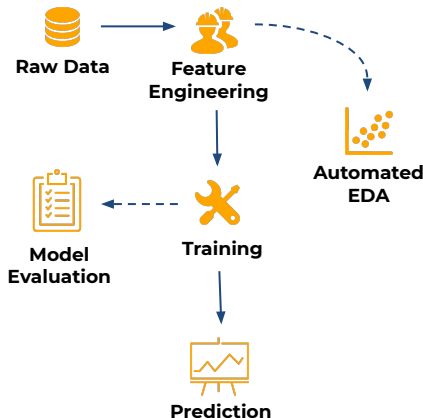 Raw Data
Feature
Engineering
Automated
EDA
Training
Model
Evaluation
Prediction